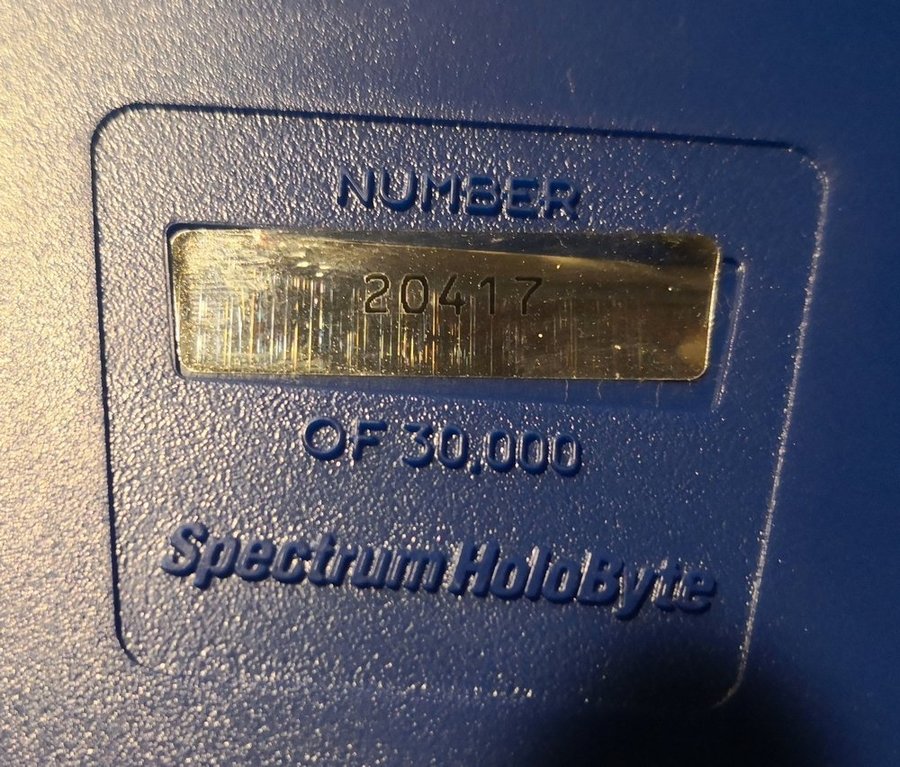 NUMBER
20417
OF 30,000
Spectrum HoloByte